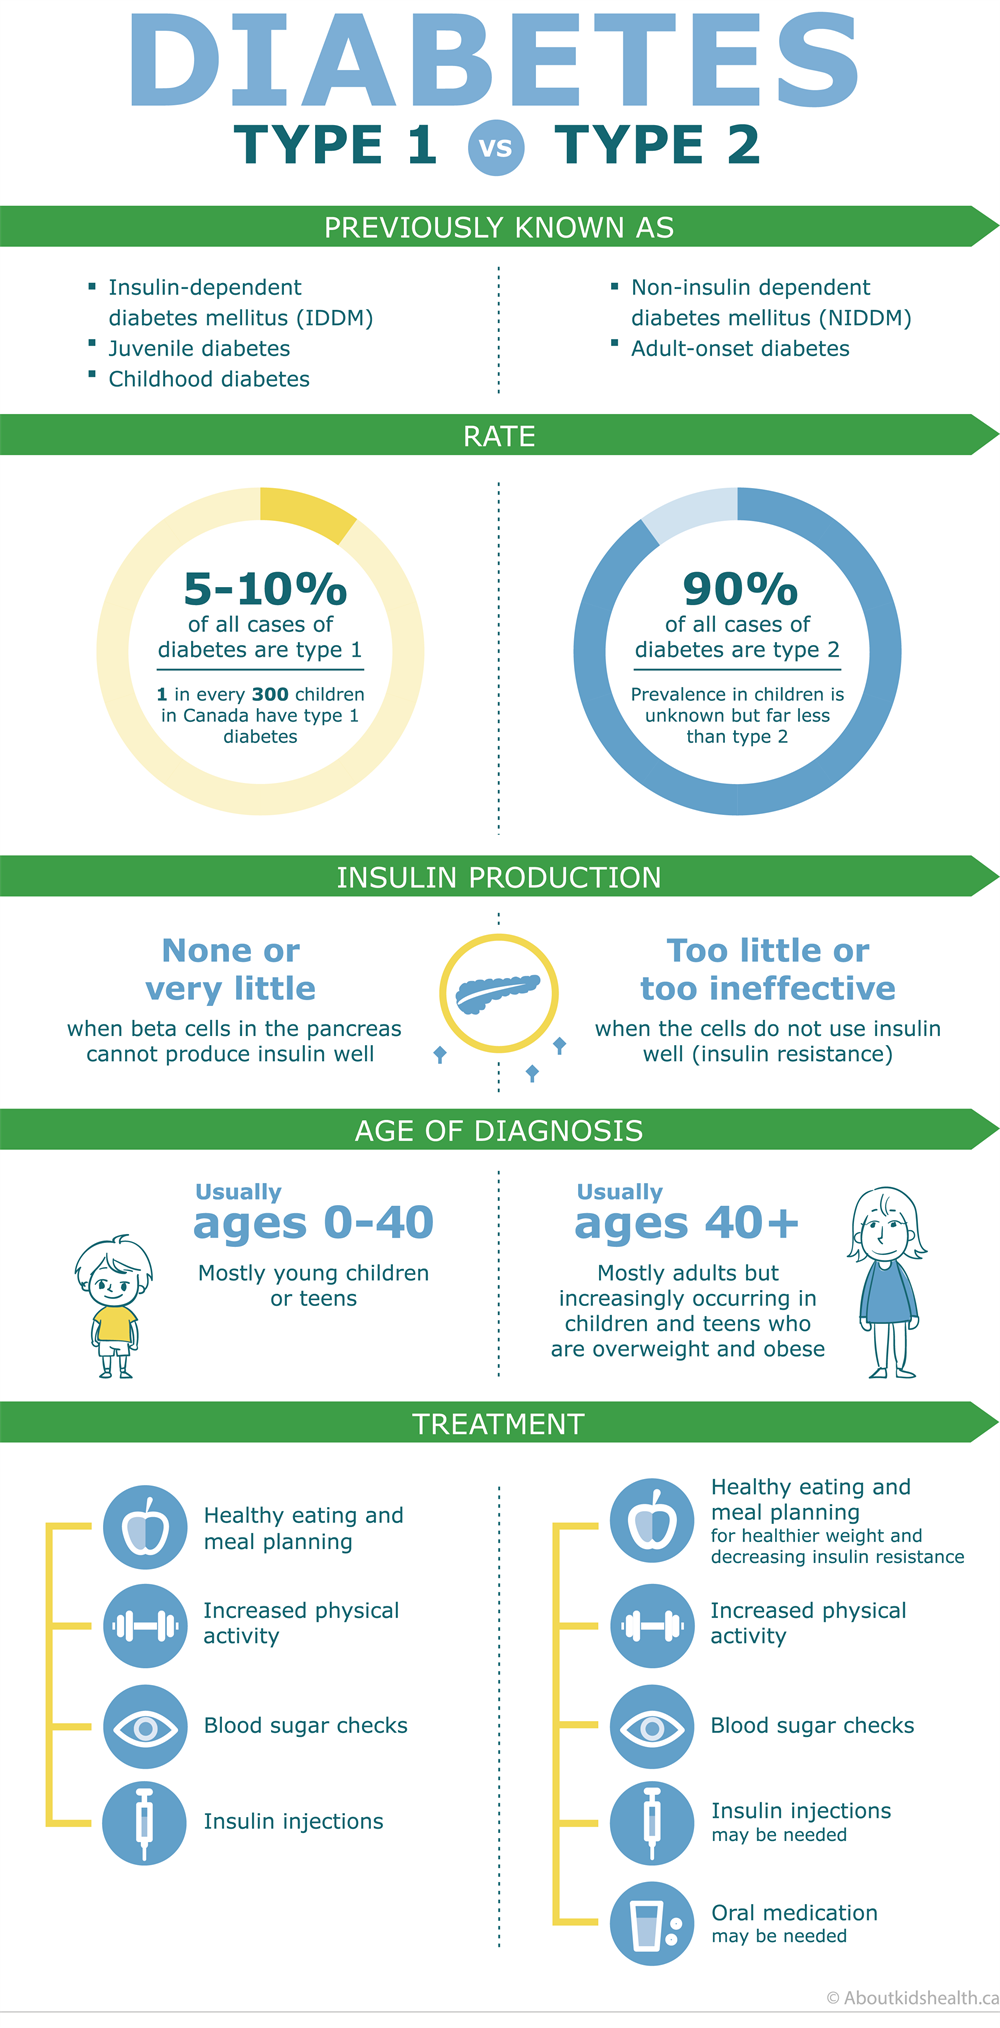 DIABETES
TYPE 1 vs TYPE 2
PREVIOUSLY KNOWN AS
▪ Insulin-dependent
diabetes mellitus (IDDM)
▪ Juvenile diabetes
▪ Childhood diabetes
▪ Non-insulin dependent
diabetes mellitus (NIDDM)
▪ Adult-onset diabetes
RATE
5-10%
of all cases of
diabetes are type 1
1 in every 300 children
in Canada have type 1
diabetes
90%
of all cases of
diabetes are type 2
Prevalence in children is
unknown but far less
than type 2
INSULIN PRODUCTION
None or
very little
when beta cells in the pancreas
cannot produce insulin well
Too little or
too ineffective
when the cells do not use insulin
well (insulin resistance)
AGE OF DIAGNOSIS
Usually
ages 0-40
Mostly young children
or teens
Usually
ages 40+
Mostly adults but
increasingly occurring in
children and teens who
are overweight and obese
TREATMENT
Healthy eating and
meal planning
Increased physical
activity
Blood sugar checks
Insulin injections
Healthy eating and
meal planning
for healthier weight and
decreasing insulin resistance
Increased physical
activity
Blood sugar checks
Insulin injections
may be needed
Oral medication
may be needed
© Aboutkidshealth.ca